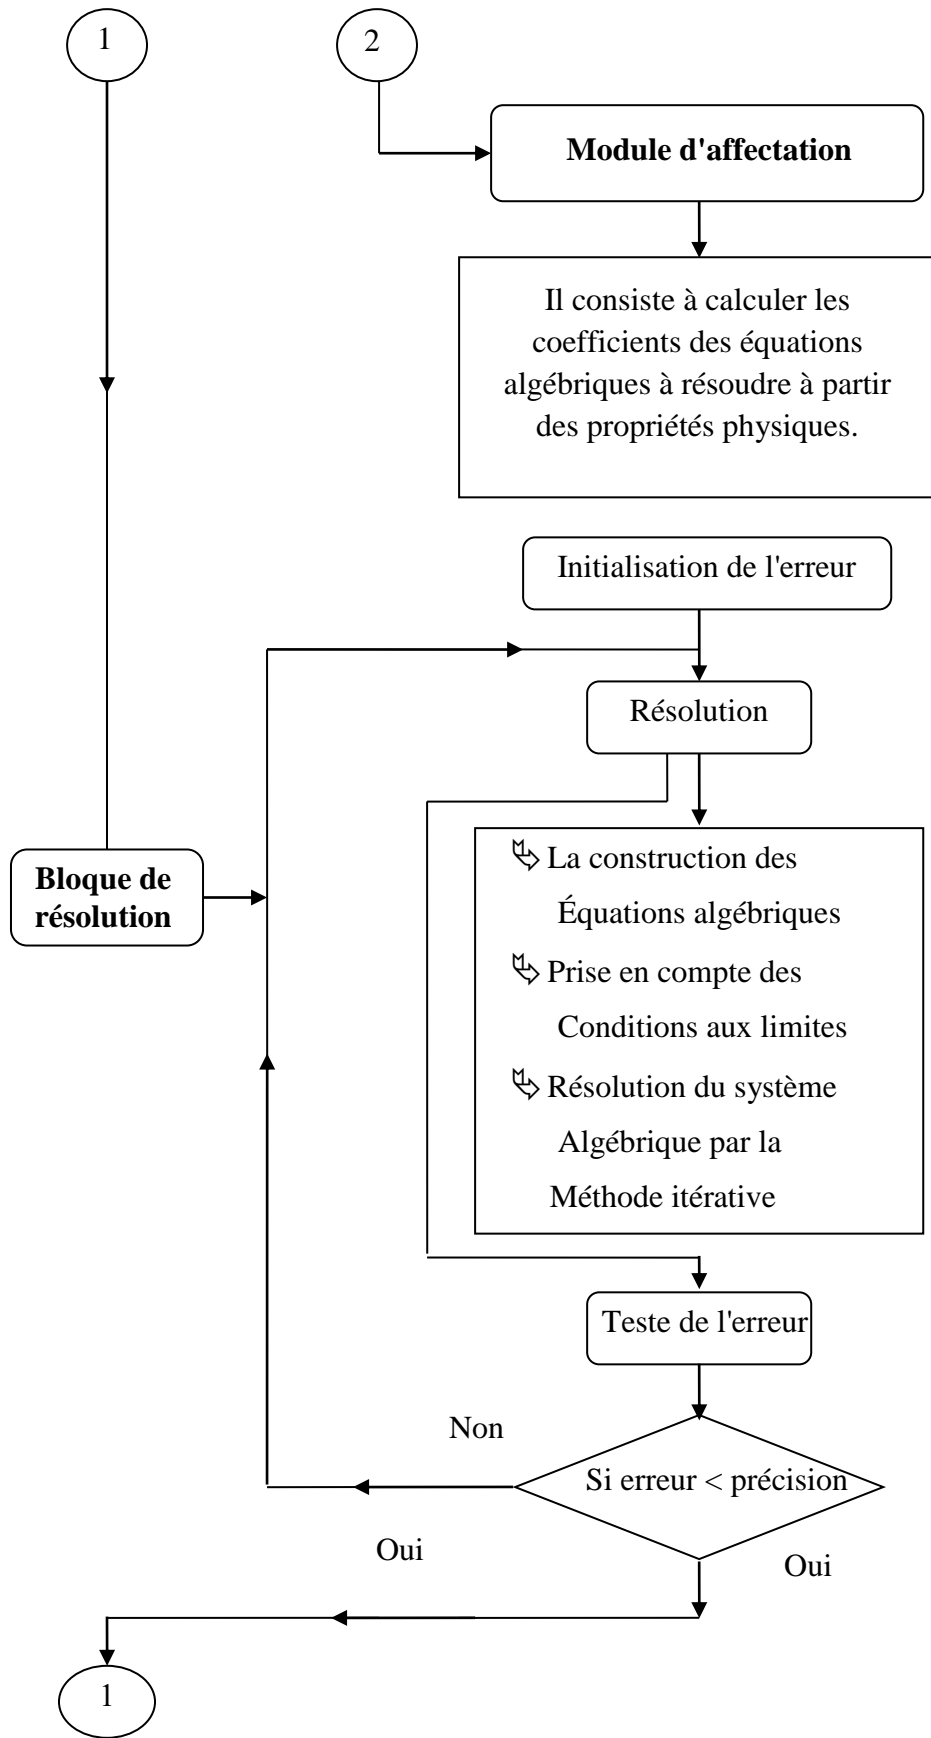 1
2
Module d'affectation
Il consiste à calculer les
coefficients des équations
algébriques à résoudre à partir
des propriétés physiques.
Initialisation de l'erreur
Résolution
Bloque de
résolution
La construction des
Équations algébriques
Prise en compte des
Conditions aux limites
Résolution du système
Algébrique par la
Méthode itérative
Teste de l'erreur
Non
Si erreur < précision
Oui
Oui
1